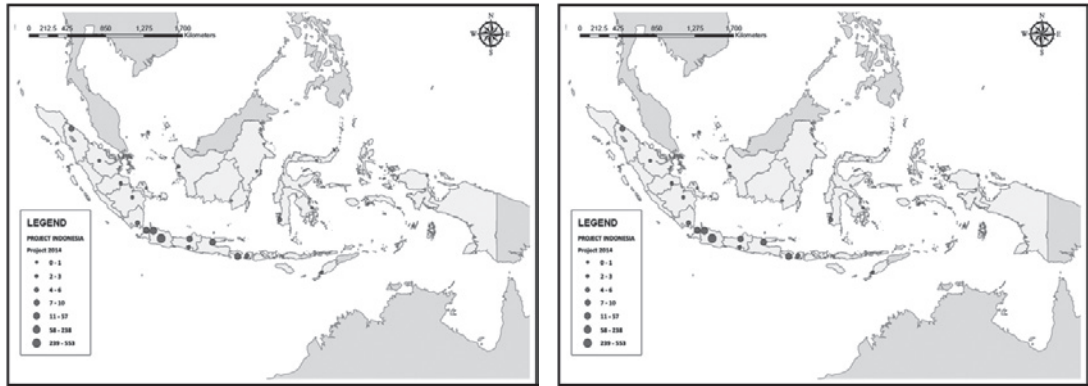 0 212.5 425 850 1,275 1,700
Kilometers
N
W E
S
LEGEND
PROJECT INDONESIA
Project 2014
0 - 1
2 - 3
4 - 6
7 - 10
11 - 57
58 - 238
239 - 553
0 212.5 425 850 1,275 1,700
Kilometers
N
W E
S
LEGEND
PROJECT INDONESIA
Project 2014
0 - 1
2 - 3
4 - 6
7 - 10
11 - 57
58 - 238
239 - 553